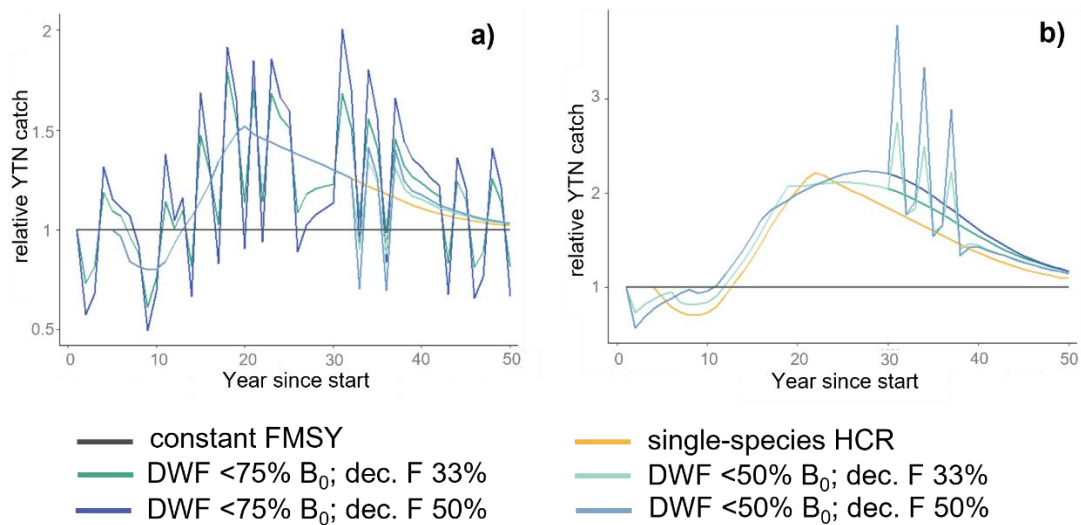 a)
relative YTN catch
2
1.5
1
0.5
0 10 20 30 40 50
Year since start
b)
relative YTN catch
3
2
1
0 10 20 30 40 50
Year since start
constant FMSY
DWF <75% B₀; dec. F 33%
DWF <75% B₀; dec. F 50%
single-species HCR
DWF <50% B₀; dec. F 33%
DWF <50% B₀; dec. F 50%